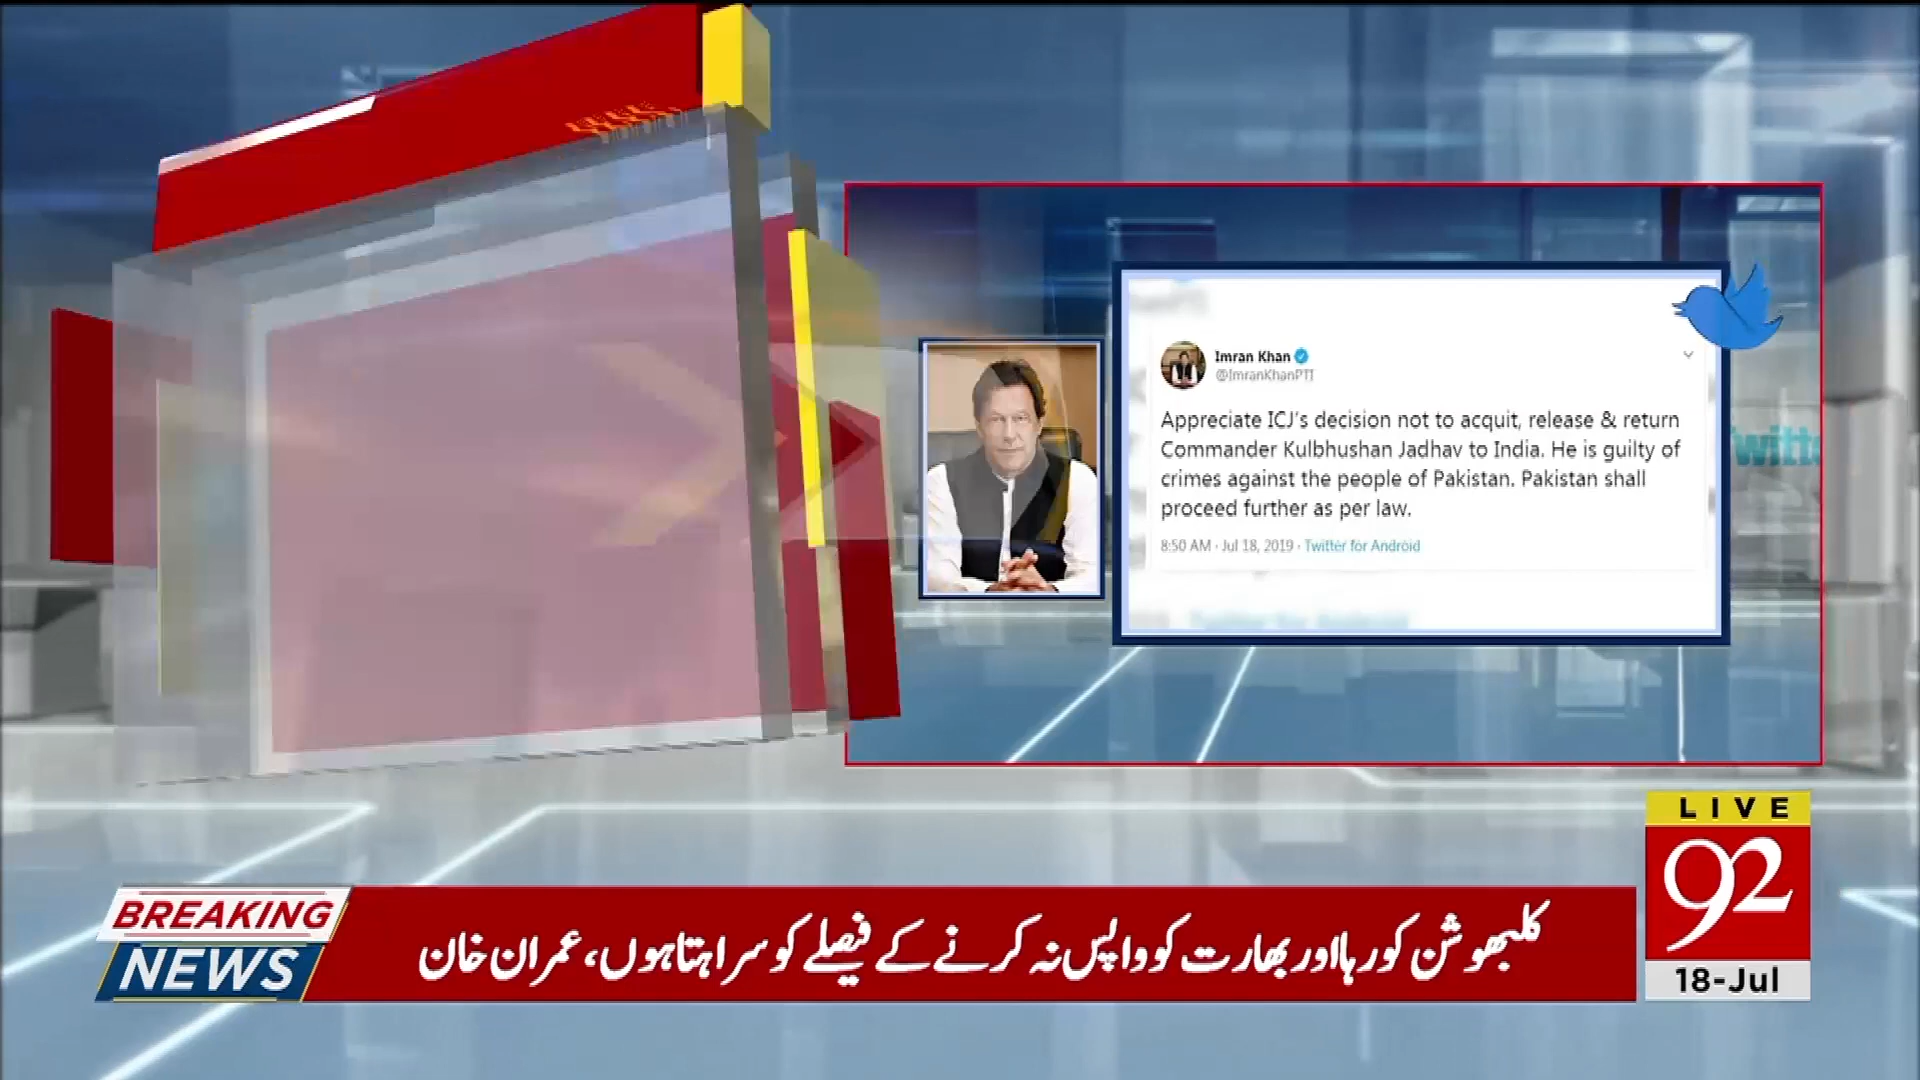 Imran Khan
@ImranKhanPTI
Appreciate ICJ's decision not to acquit, release & return
Commander Kulbhushan Jadhav to India. He is guilty of
crimes against the people of Pakistan. Pakistan shall
proceed further as per law.
8:50 AM · Jul 18, 2019 · Twitter for Android
LIVE
92
18-Jul
BREAKING
NEWS
کلبھوشن کو رہا اور بھارت کو واپس نہ کرنے کے فیصلے کو سراہتا ہوں، عمران خان